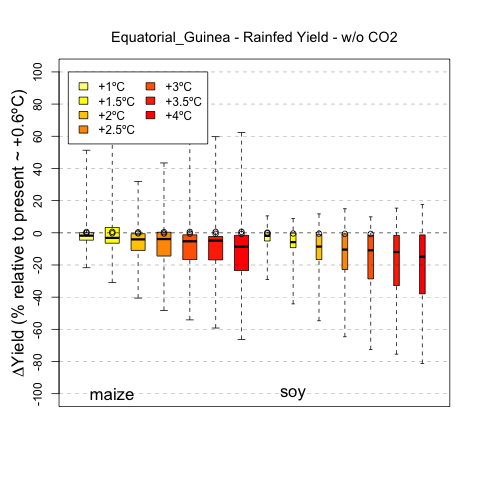 Equatorial_Guinea - Rainfed Yield - w/o CO2
ΔYield (% relative to present ~ +0.6ºC)
100
80
60
40
20
0
-20
-40
-60
-80
-100
+1ºC
+1.5ºC
+2ºC
+2.5ºC
+3ºC
+3.5ºC
+4ºC
maize
soy